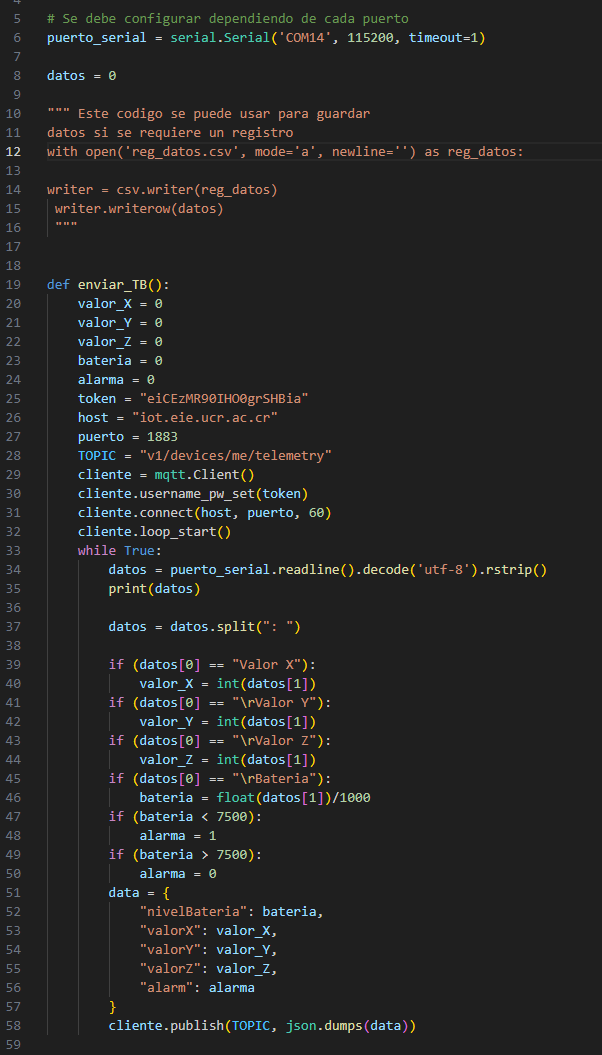 4
5 # Se debe configurar dependiendo de cada puerto
6 puerto_serial = serial.Serial('COM14', 115200, timeout=1)
7
8 datos = 0
9
10 """ Este codigo se puede usar para guardar
11 datos si se requiere un registro
12 with open('reg_datos.csv', mode='a', newline='') as reg_datos:
13
14 writer = csv.writer(reg_datos)
15 writer.writerow(datos)
16 """
17
18
19 def enviar_TB():
20 valor_X = 0
21 valor_Y = 0
22 valor_Z = 0
23 bateria = 0
24 alarma = 0
25 token = "eiCEzMR90IHO0grSHBia"
26 host = "iot.eie.ucr.ac.cr"
27 puerto = 1883
28 TOPIC = "v1/devices/me/telemetry"
29 cliente = mqtt.Client()
30 cliente.username_pw_set(token)
31 cliente.connect(host, puerto, 60)
32 cliente.loop_start()
33 while True:
34 datos = puerto_serial.readline().decode('utf-8').rstrip()
35 print(datos)
36
37 datos = datos.split(": ")
38
39 if (datos[0] == "Valor X"):
40 valor_X = int(datos[1])
41 if (datos[0] == "\rValor Y"):
42 valor_Y = int(datos[1])
43 if (datos[0] == "\rValor Z"):
44 valor_Z = int(datos[1])
45 if (datos[0] == "\rBateria"):
46 bateria = float(datos[1])/1000
47 if (bateria < 7500):
48 alarma = 1
49 if (bateria > 7500):
50 alarma = 0
51 data = {
52 "nivelBateria": bateria,
53 "valorX": valor_X,
54 "valorY": valor_Y,
55 "valorZ": valor_Z,
56 "alarm": alarma
57 }
58 cliente.publish(TOPIC, json.dumps(data))
59